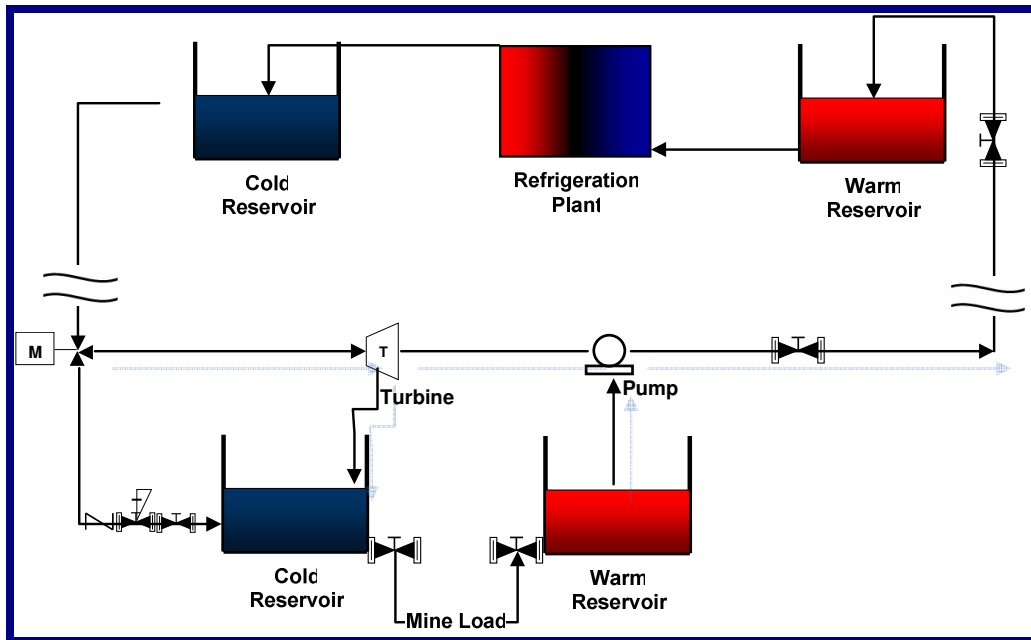 Cold
Reservoir
Refrigeration
Plant
Warm
Reservoir
M
T
Turbine
Pump
Cold
Reservoir
Warm
Reservoir
Mine Load